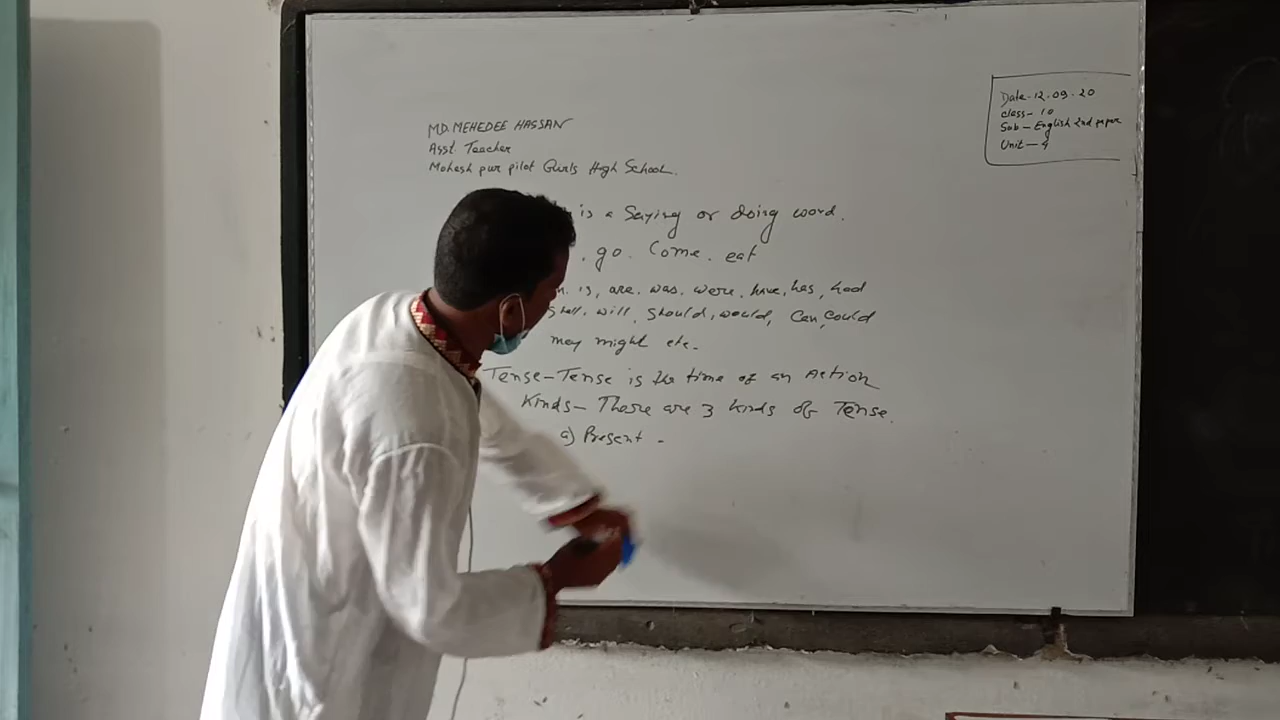 MD. MEHEDEE HASSAN
Asst. Teacher
Mohesh pur pilot Gurls High School.
Date-12-09-20
class-10
Sub-English 2nd paper
Unit-4
is a Saying or doing word.
. go. Come. eat
is, are. was. were. have, has, had
Shall. will. Should, would, Can, could
may might etc.
Tense-Tense is the time of an Action
Kinds- There are 3 kinds of Tense.
a) Present -